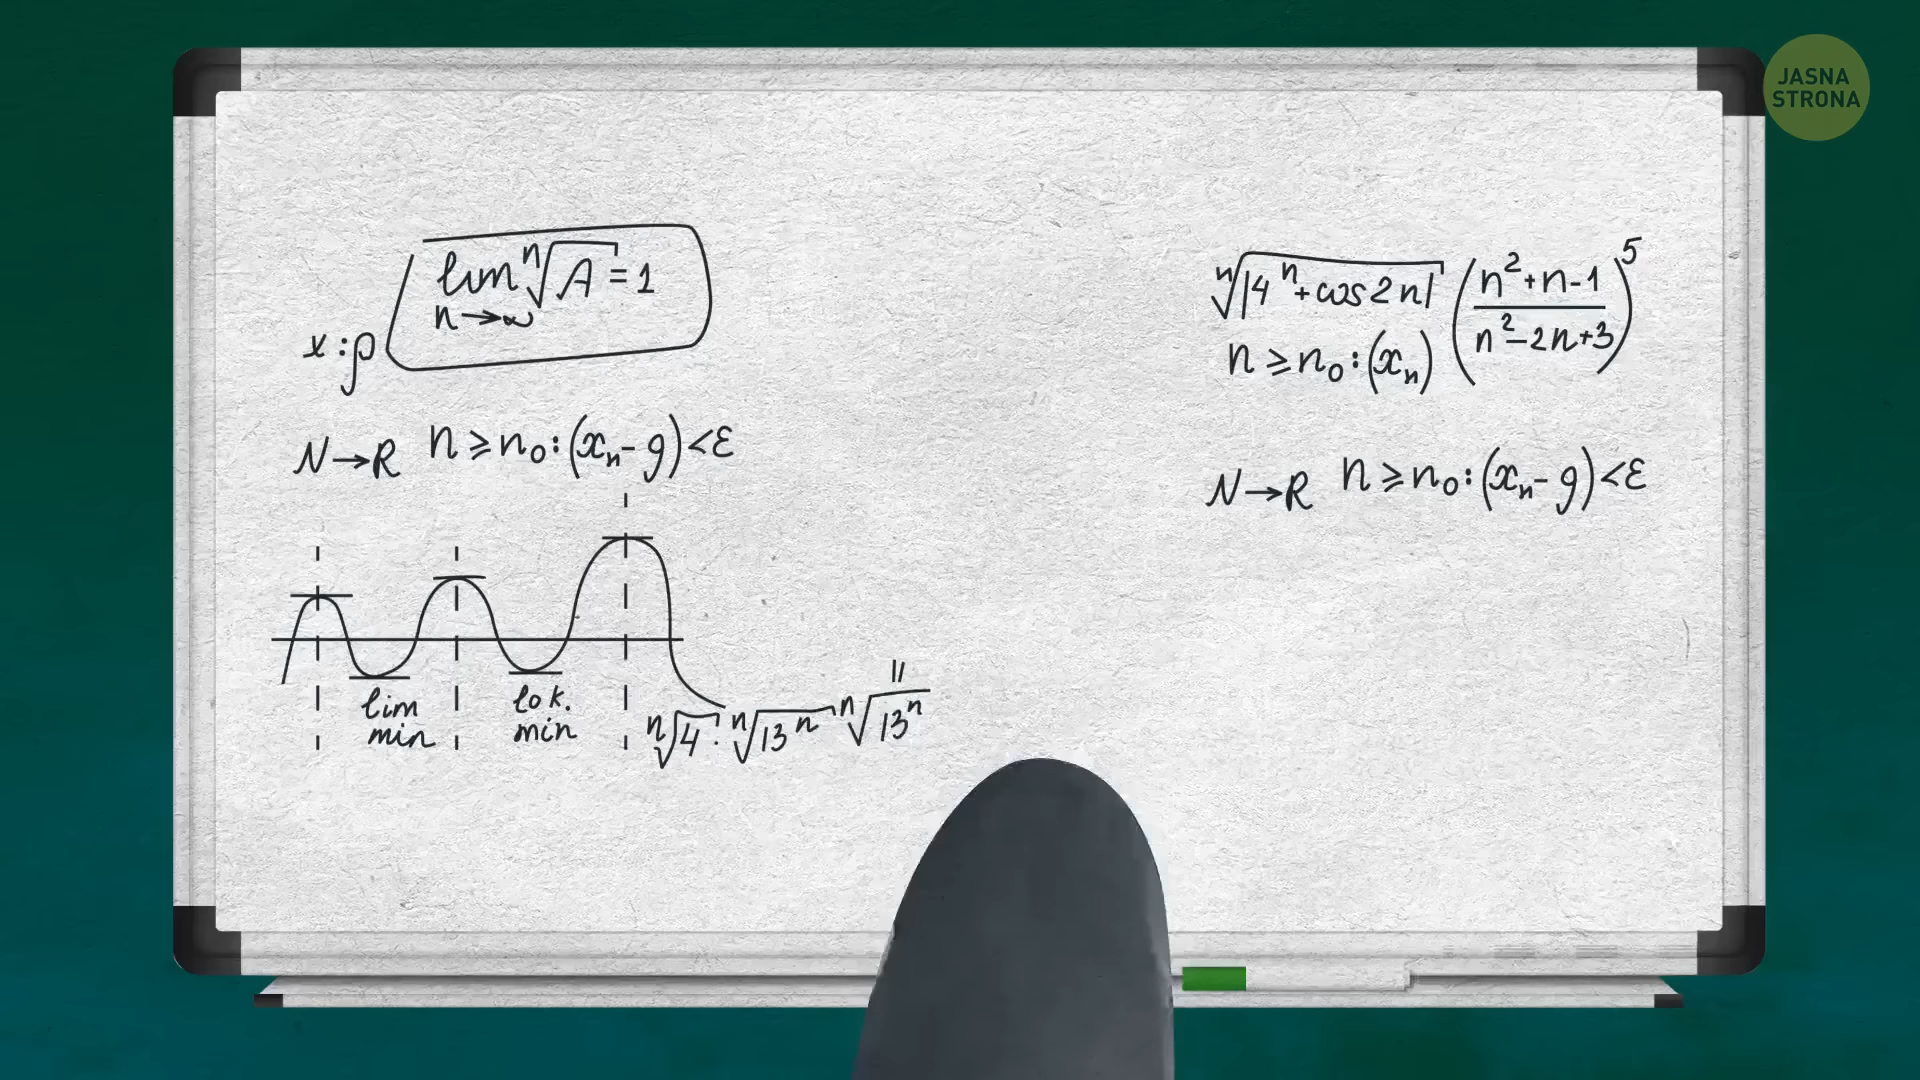 JASNA
STRONA
lim ⁿ√A = 1
n→∞
x : ρ
N→R n ≥ n₀ : (xₙ - g) < ε
lim
min
lok.
min
ⁿ√4 · ⁿ√13ⁿ ⁿ√13ⁿ
||
ⁿ√|4ⁿ + cos 2n| (n² + n - 1 / n² - 2n + 3)⁵
n ≥ n₀ : (xₙ)
N→R n ≥ n₀ : (xₙ - g) < ε